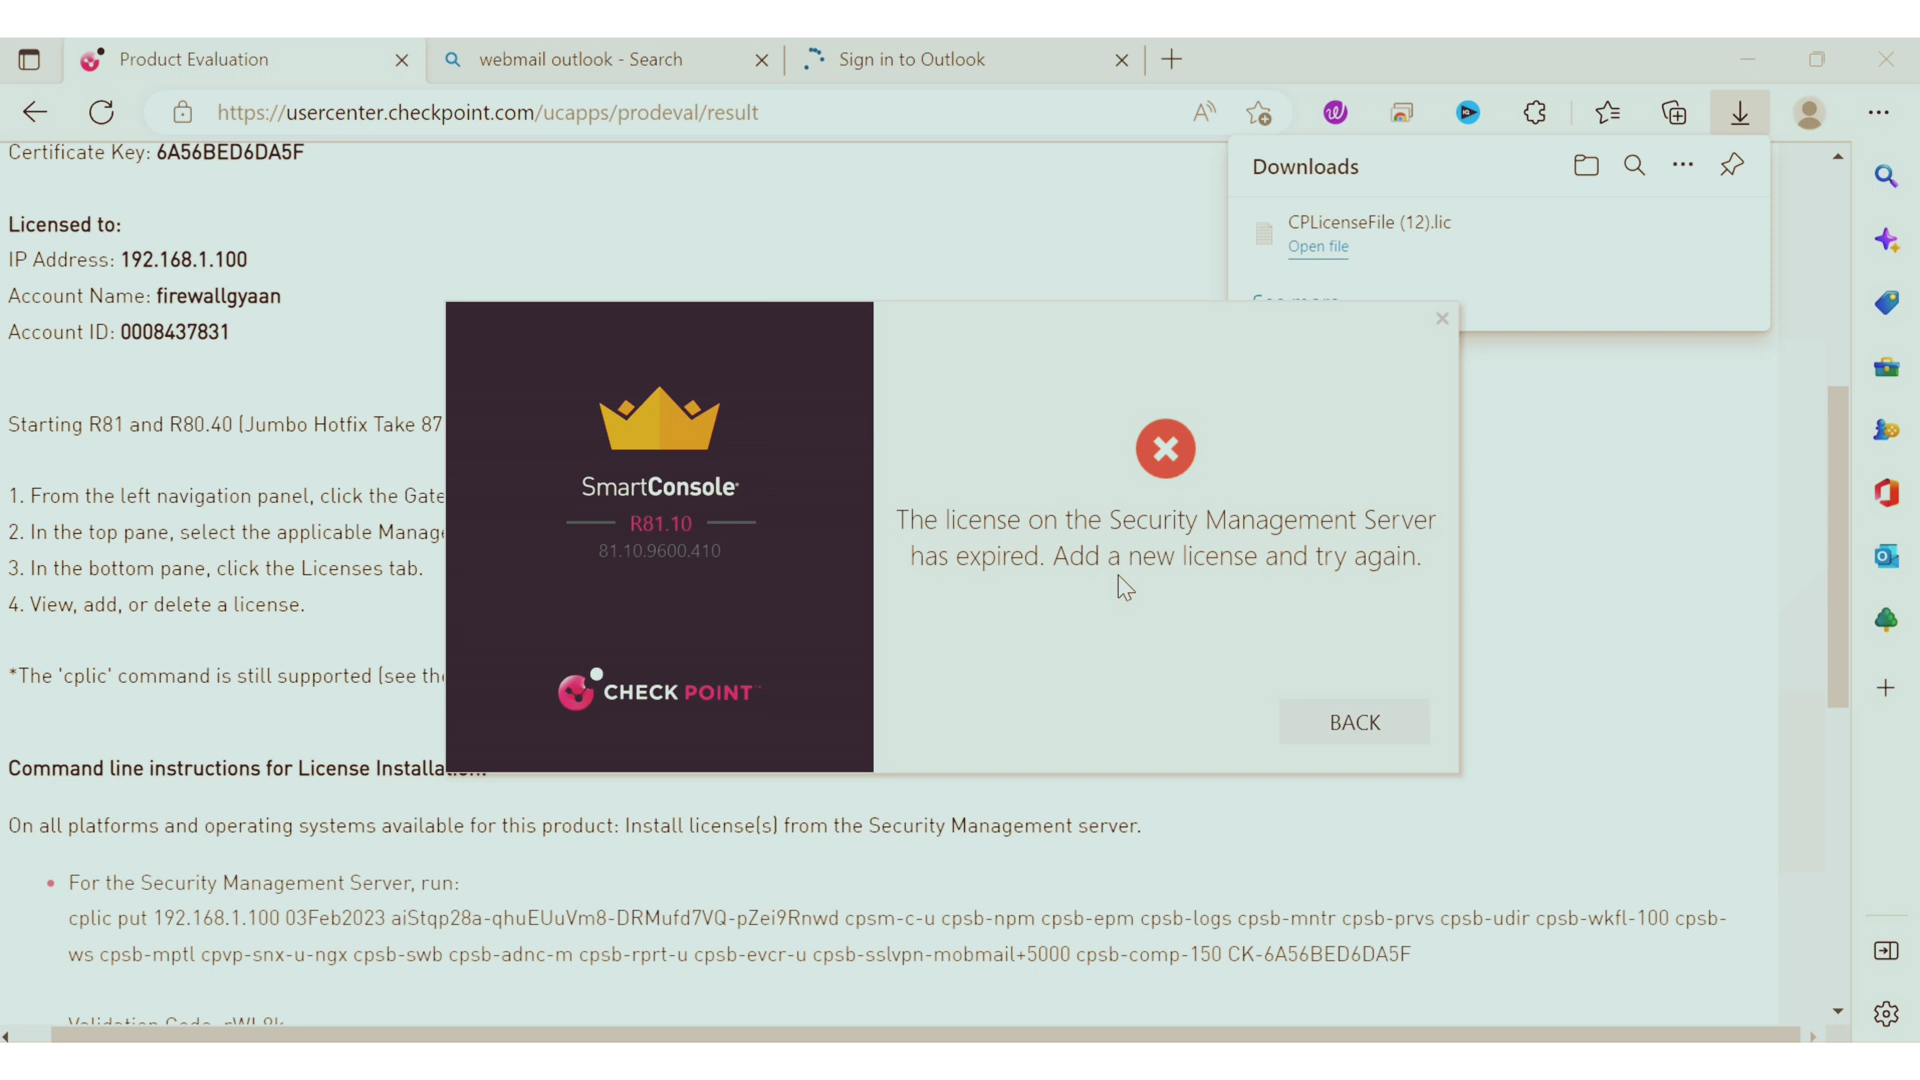 Product Evaluation
webmail outlook - Search
Sign in to Outlook
https://usercenter.checkpoint.com/ucapps/prodeval/result
Certificate Key: 6A56BED6DA5F
Licensed to:
IP Address: 192.168.1.100
Account Name: firewallgyaan
Account ID: 0008437831
Downloads
CPLicenseFile (12).lic
Open file
Starting R81 and R80.40 (Jumbo Hotfix Take 87
1. From the left navigation panel, click the Gate
2. In the top pane, select the applicable Manag
3. In the bottom pane, click the Licenses tab.
4. View, add, or delete a license.
*The 'cplic' command is still supported (see the
SmartConsole
R81.10
81.10.9600.410
CHECK POINT
The license on the Security Management Server
has expired. Add a new license and try again.
BACK
Command line instructions for License Installa
On all platforms and operating systems available for this product: Install license(s) from the Security Management server.
• For the Security Management Server, run:
cplic put 192.168.1.100 03Feb2023 aiStqp28a-qhuEUuVm8-DRMufd7VQ-pZei9Rnwd cpsm-c-u cpsb-npm cpsb-epm cpsb-logs cpsb-mntr cpsb-prvs cpsb-udir cpsb-wkfl-100 cpsb-
ws cpsb-mptl cpvp-snx-u-ngx cpsb-swb cpsb-adnc-m cpsb-rprt-u cpsb-evcr-u cpsb-sslvpn-mobmail+5000 cpsb-comp-150 CK-6A56BED6DA5F